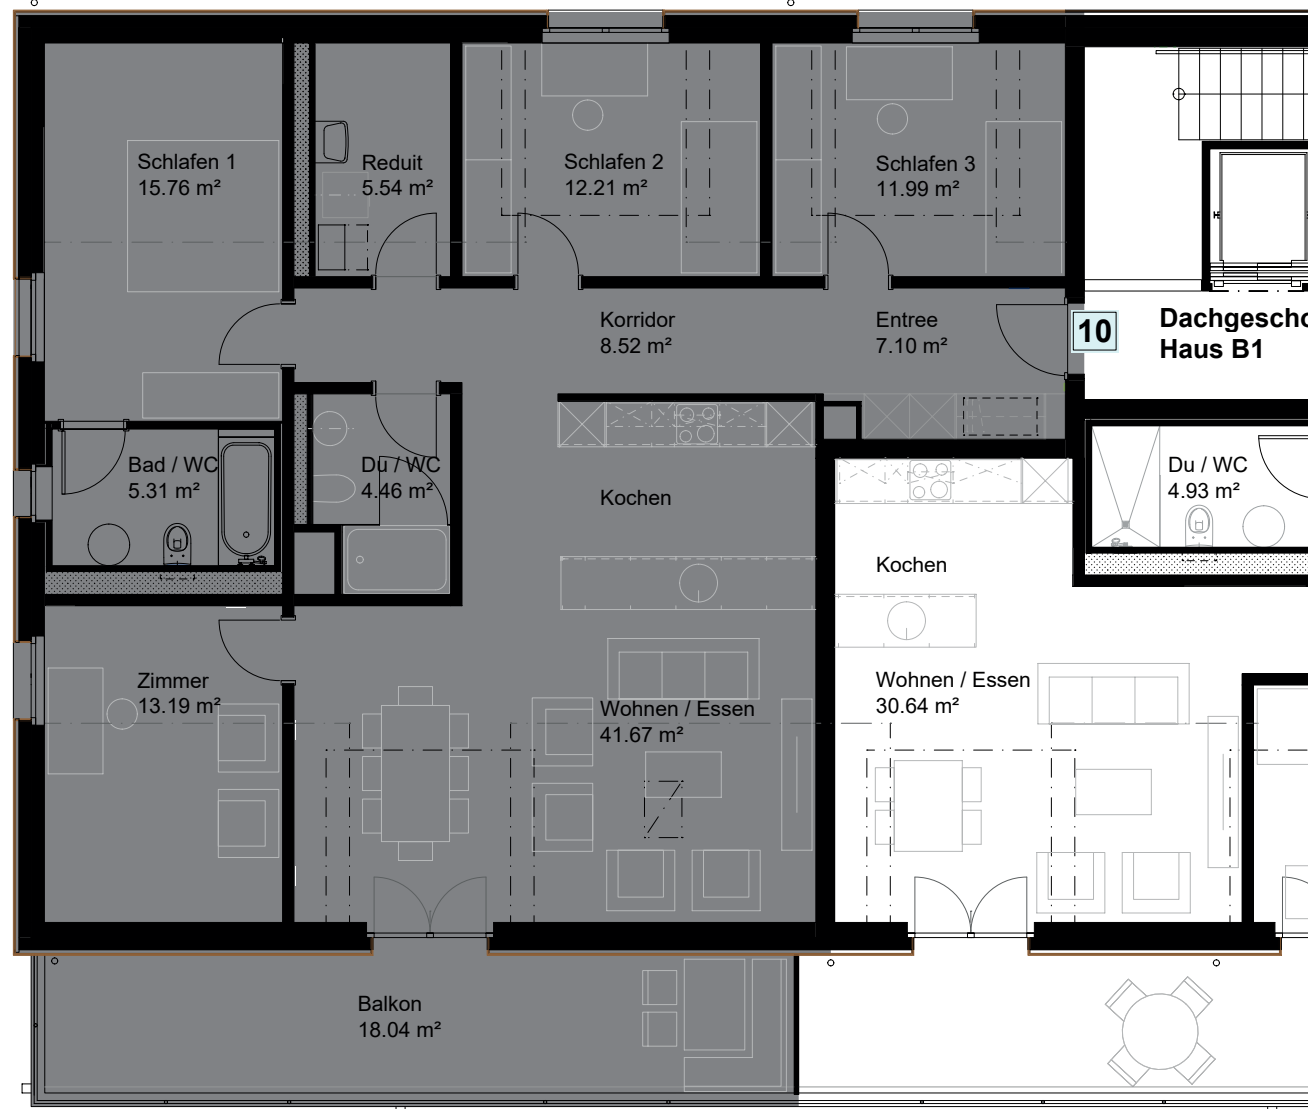 Schlafen 1
15.76 m²
Reduit
5.54 m²
Schlafen 2
12.21 m²
Schlafen 3
11.99 m²
Korridor
8.52 m²
Entree
7.10 m²
10
Dachgescho
Haus B1
Bad / WC
5.31 m²
Du / WC
4.46 m²
Kochen
Du / WC
4.93 m²
Kochen
Zimmer
13.19 m²
Wohnen / Essen
41.67 m²
Wohnen / Essen
30.64 m²
Balkon
18.04 m²